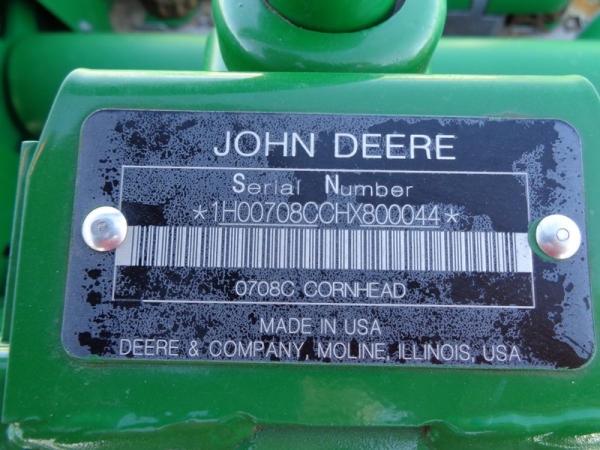 JOHN DEERE
Serial Number
*1H00708CCHX800044*
0708C CORNHEAD
MADE IN USA
DEERE & COMPANY, MOLINE, ILLINOIS, USA